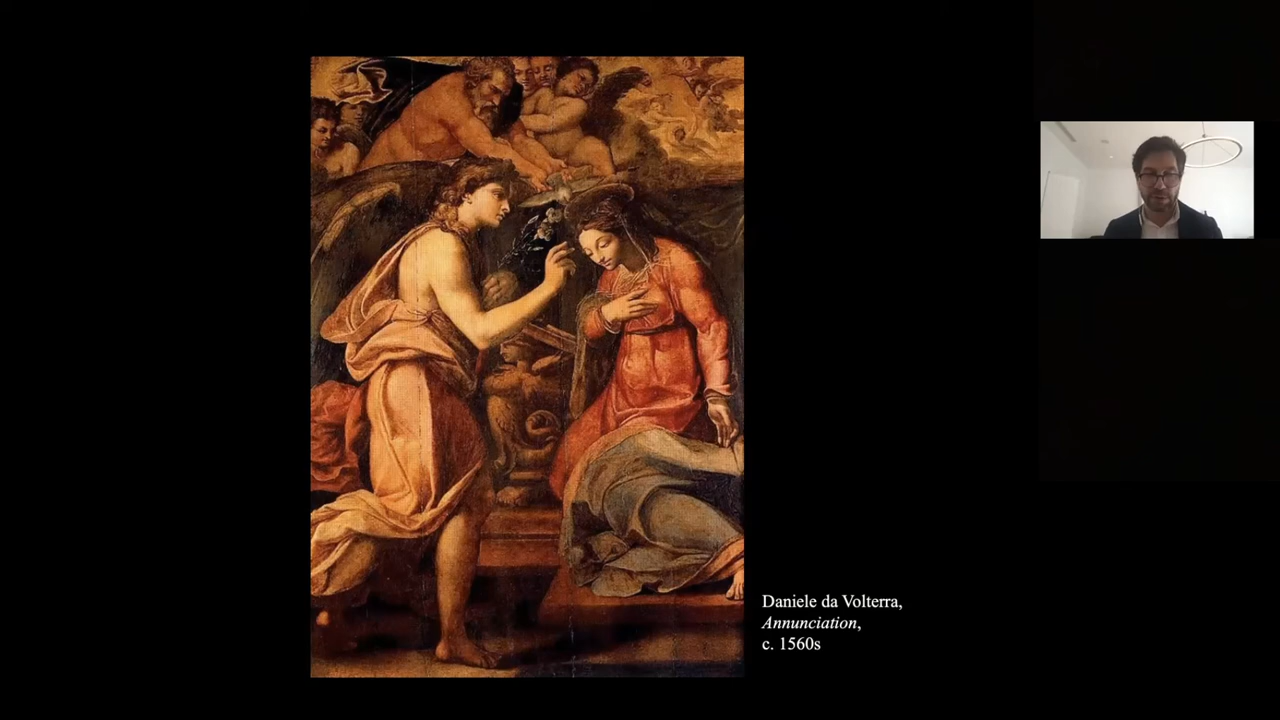 Daniele da Volterra,
Annunciation,
c. 1560s